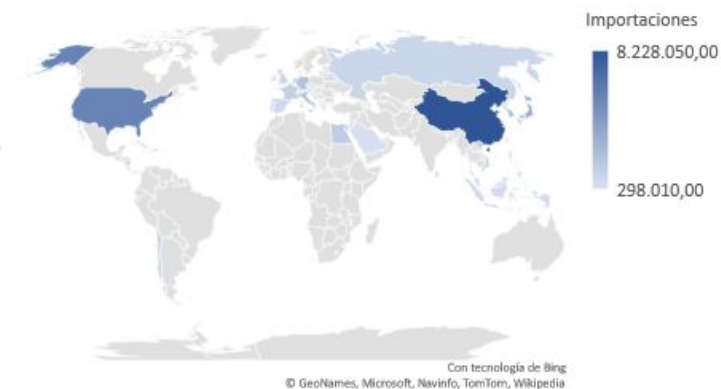 Importaciones
8.228.050,00
298.010,00
Con tecnología de Bing
© GeoNames, Microsoft, Navinfo, TomTom, Wikipedia